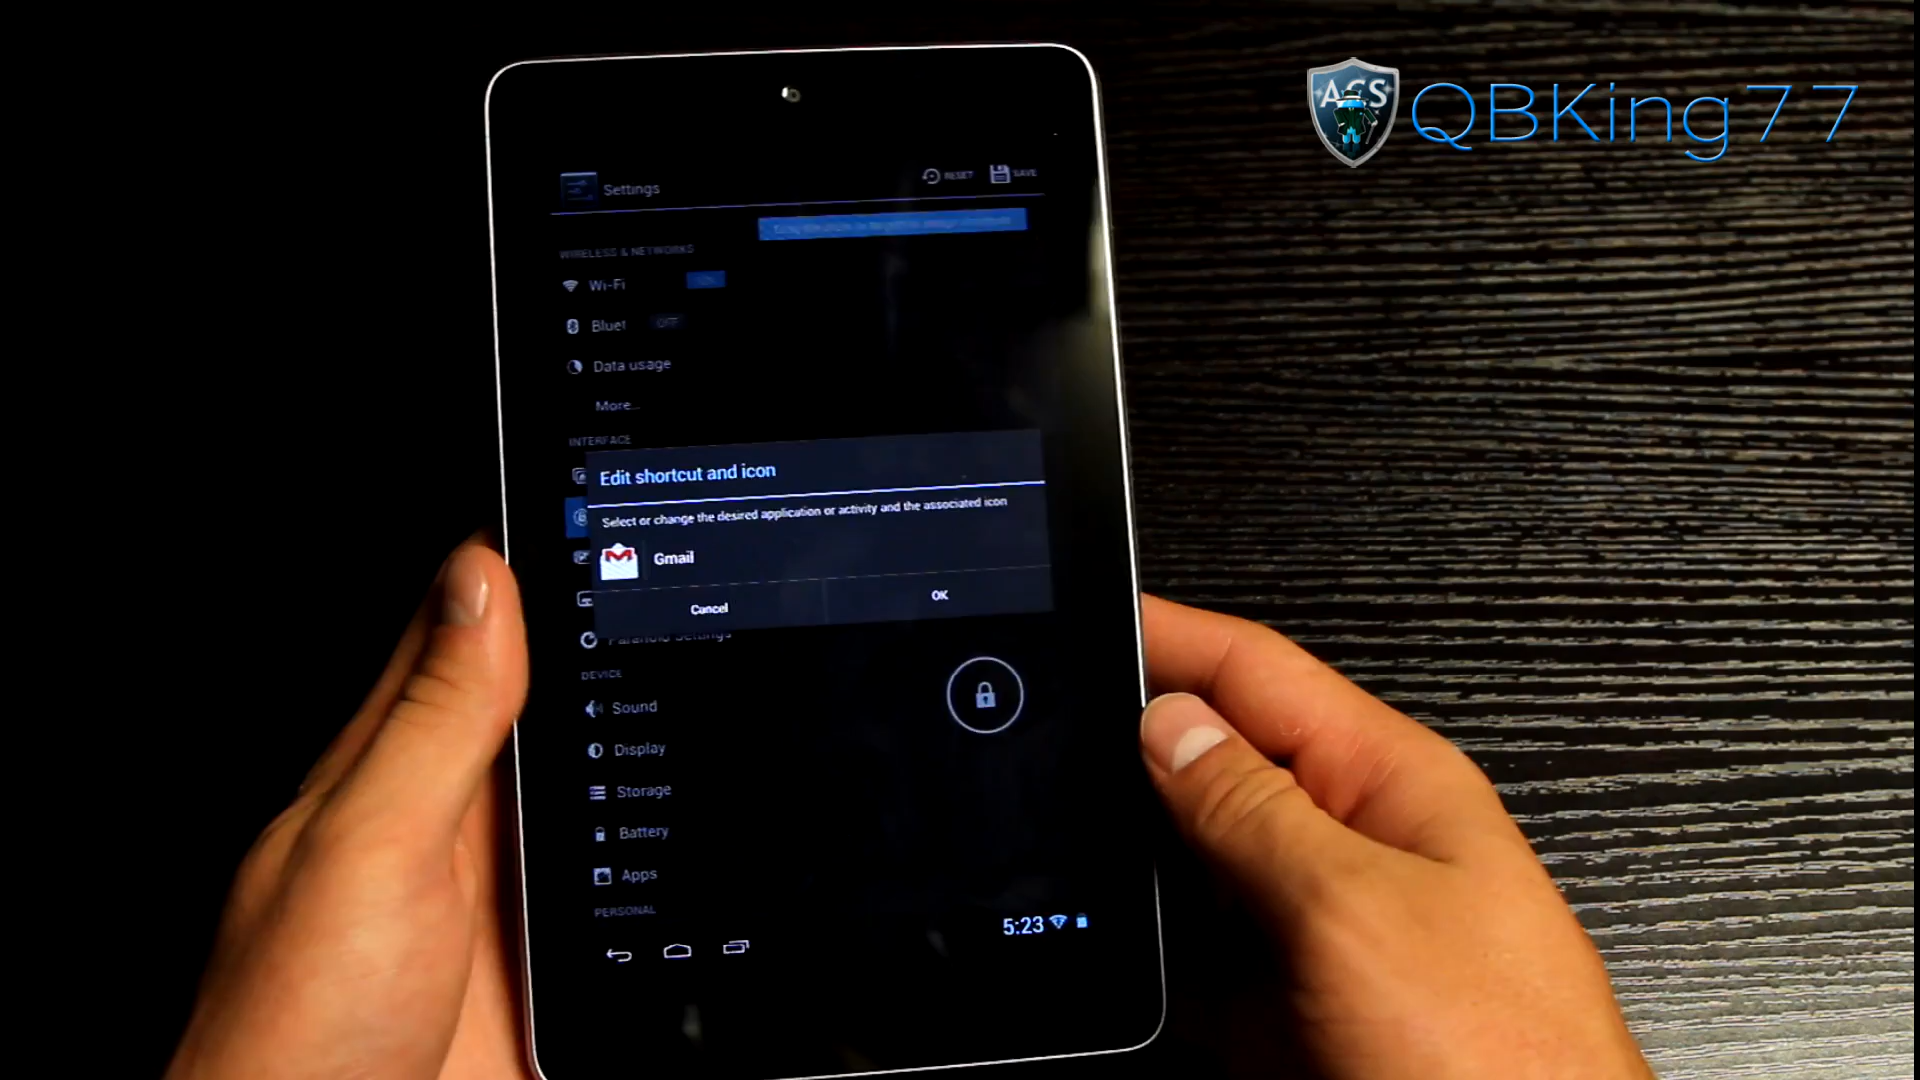 ACS QBKing77
Settings
RESET
SAVE
WIRELESS & NETWORKS
Wi-Fi
Bluet OFF
Data usage
More...
INTERFACE
Edit shortcut and icon
Select or change the desired application or activity and the associated icon
Gmail
Cancel
OK
Paranoid Settings
DEVICE
Sound
Display
Storage
Battery
Apps
PERSONAL
5:23